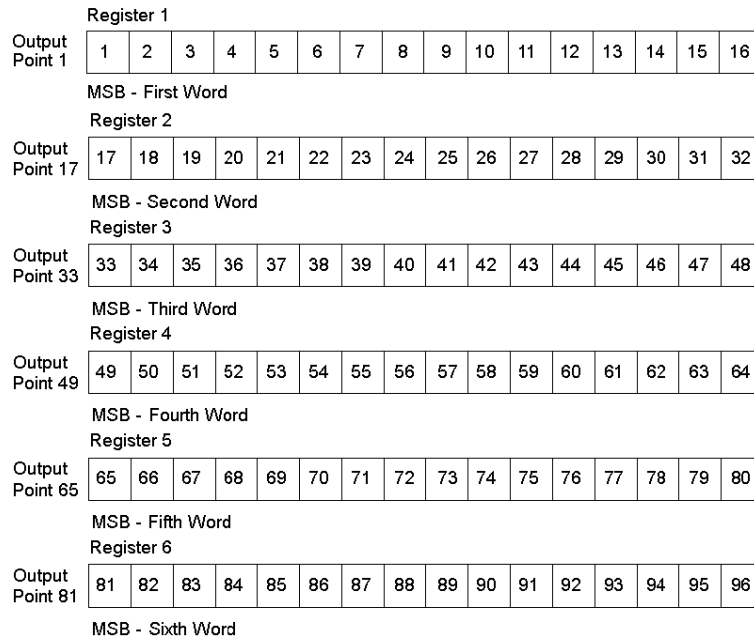 Register 1
Output Point 1 1 2 3 4 5 6 7 8 9 10 11 12 13 14 15 16
MSB - First Word
Register 2
Output Point 17 17 18 19 20 21 22 23 24 25 26 27 28 29 30 31 32
MSB - Second Word
Register 3
Output Point 33 33 34 35 36 37 38 39 40 41 42 43 44 45 46 47 48
MSB - Third Word
Register 4
Output Point 49 49 50 51 52 53 54 55 56 57 58 59 60 61 62 63 64
MSB - Fourth Word
Register 5
Output Point 65 65 66 67 68 69 70 71 72 73 74 75 76 77 78 79 80
MSB - Fifth Word
Register 6
Output Point 81 81 82 83 84 85 86 87 88 89 90 91 92 93 94 95 96
MSB - Sixth Word